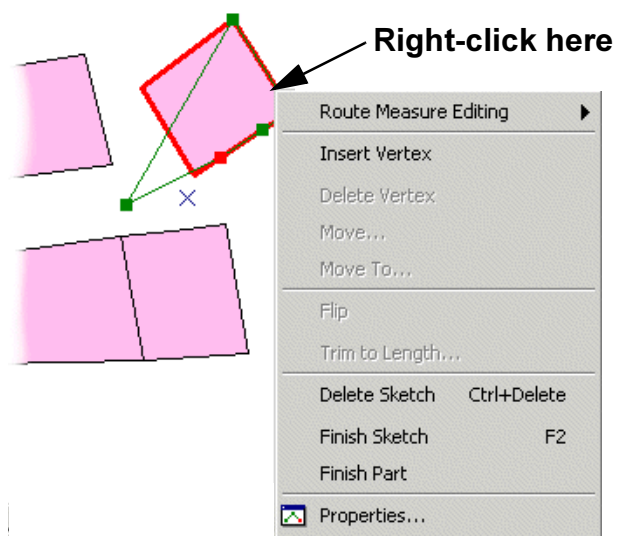 Right-click here
Route Measure Editing
Insert Vertex
Delete Vertex
Move...
Move To...
Flip
Trim to Length...
Delete Sketch Ctrl+Delete
Finish Sketch F2
Finish Part
Properties...